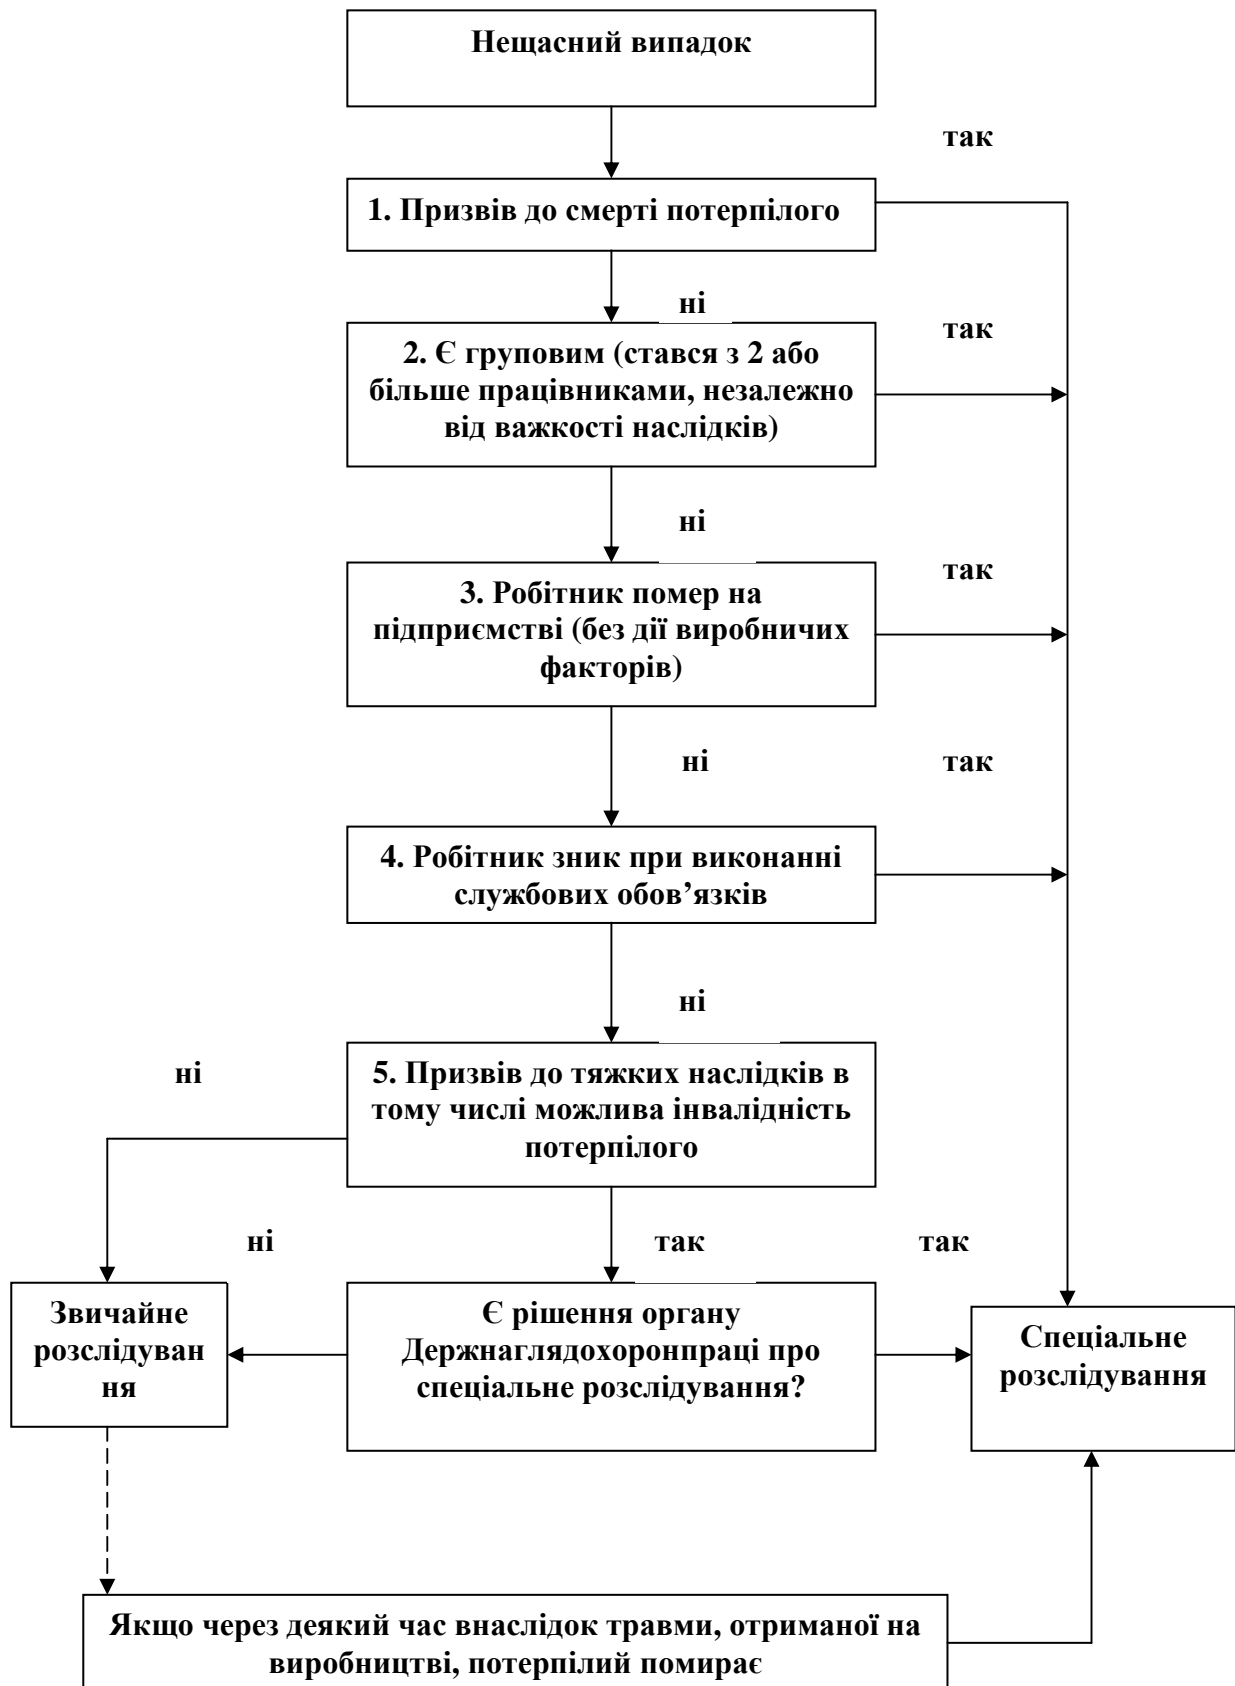 Нещасний випадок
так
1. Призвів до смерті потерпілого
ні
так
2. Є груповим (стався з 2 або
більше працівниками, незалежно
від важкості наслідків)
ні
так
3. Робітник помер на
підприємстві (без дії виробничих
факторів)
ні
так
4. Робітник зник при виконанні
службових обов’язків
ні
ні
5. Призвів до тяжких наслідків в
тому числі можлива інвалідність
потерпілого
ні
так
так
Звичайне
розслідуван
ня
Є рішення органу
Держнаглядохоронпраці про
спеціальне розслідування?
Спеціальне
розслідування
Якщо через деякий час внаслідок травми, отриманої на
виробництві, потерпілий помирає